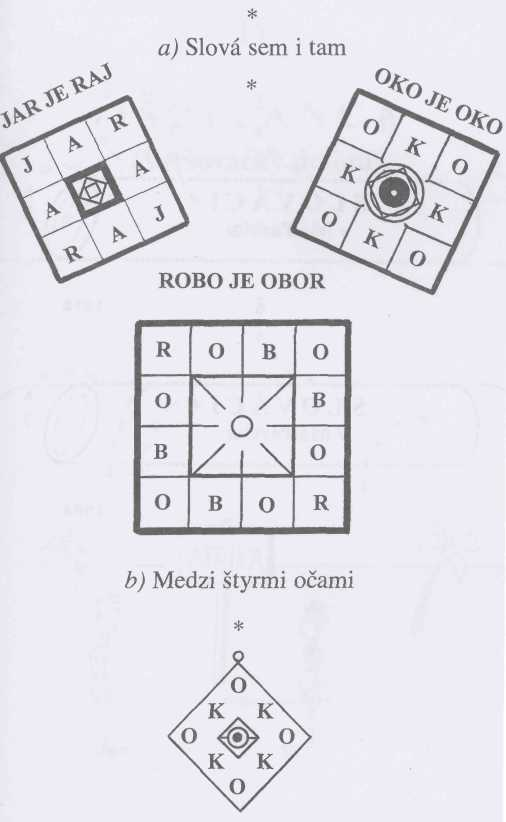 *
a) Slová sem i tam
*
JAR JE RAJ
OKO JE OKO
J A R
A A
R A J
O K O
K K
O K O
ROBO JE OBOR
R O B O
O B
B O
O B O R
b) Medzi štyrmi očami
*
O
K K
O O
K K
O